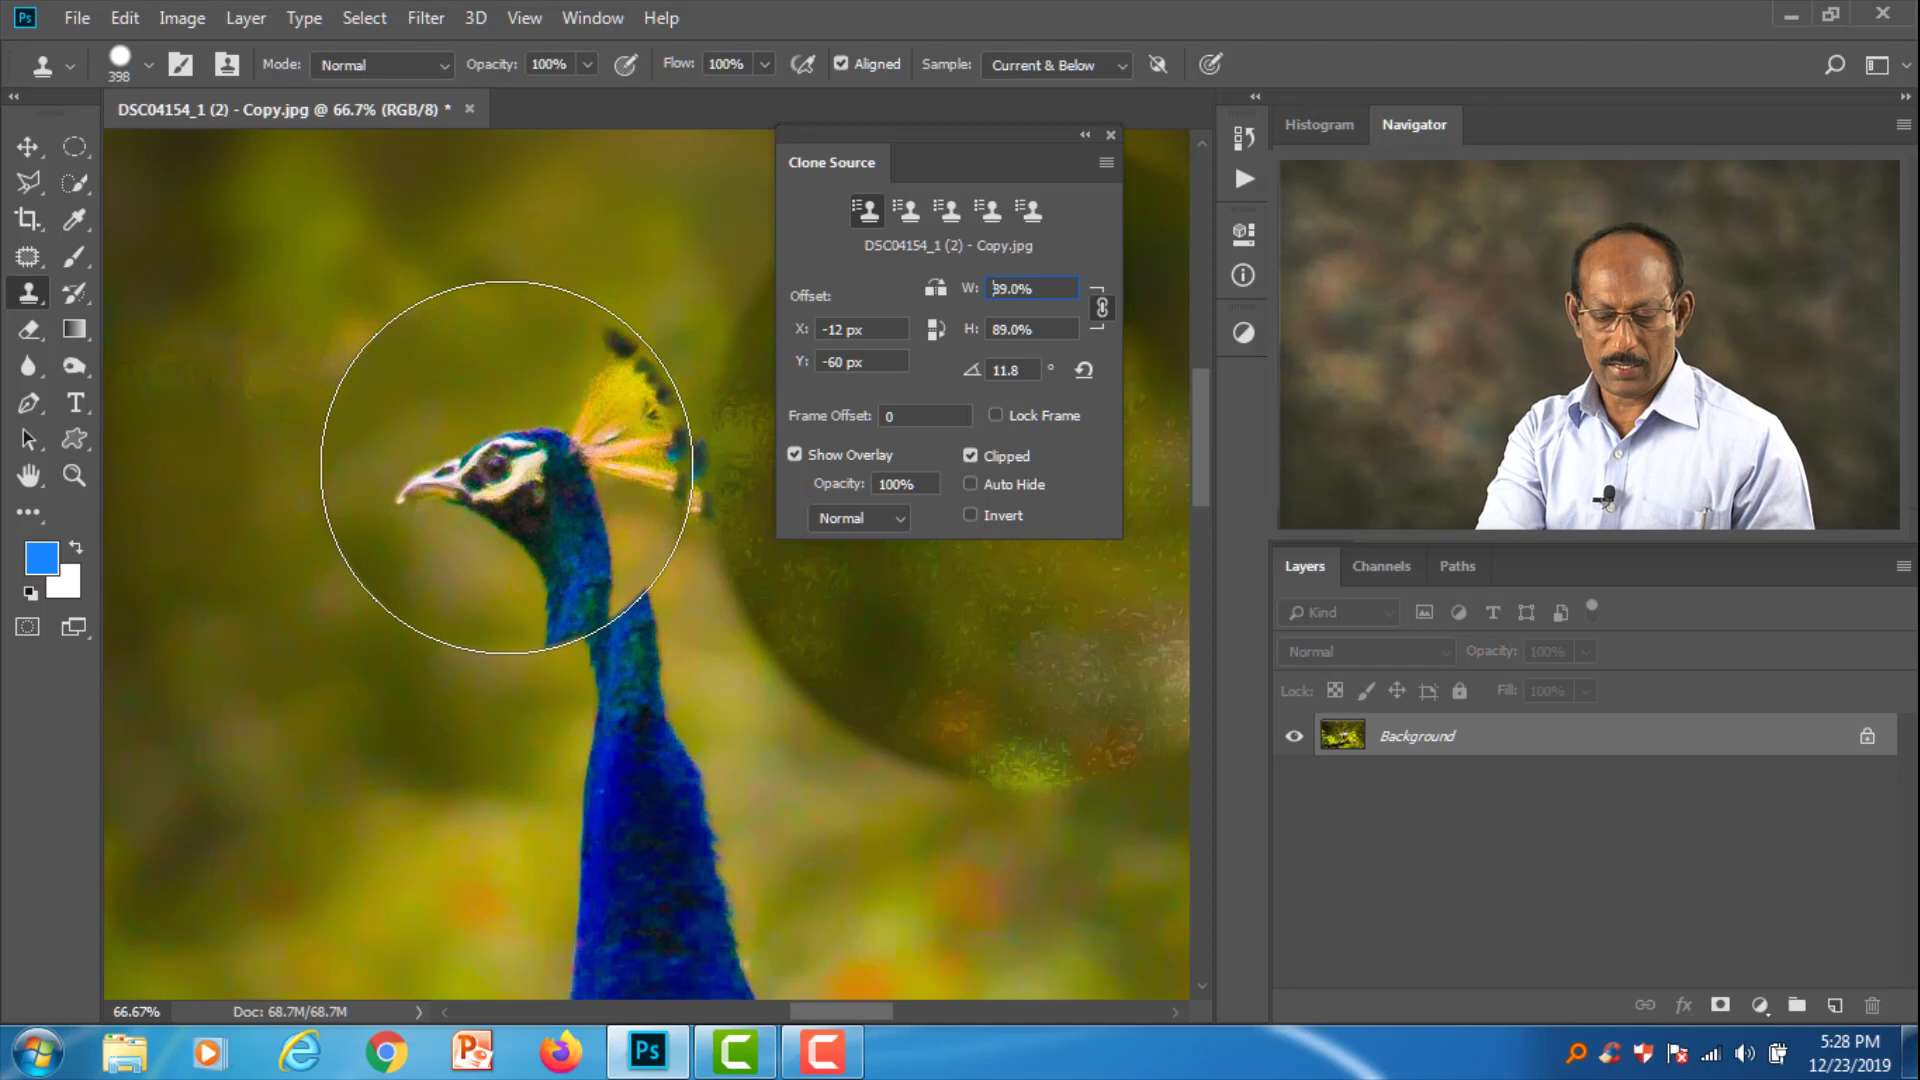 Ps File Edit Image Layer Type Select Filter 3D View Window Help
398 Mode: Normal Opacity: 100% Flow: 100% Aligned Sample: Current & Below
DSC04154_1 (2) - Copy.jpg @ 66.7% (RGB/8) *
Histogram Navigator
Clone Source
DSC04154_1 (2) - Copy.jpg
W: 89.0%
Offset:
X: -12 px H: 89.0%
Y: -60 px 11.8 °
Frame Offset: 0 Lock Frame
Show Overlay Clipped
Opacity: 100% Auto Hide
Normal Invert
Layers Channels Paths
Kind
Normal Opacity: 100%
Lock: Fill: 100%
Background
66.67% Doc: 68.7M/68.7M
Ps
5:28 PM
12/23/2019